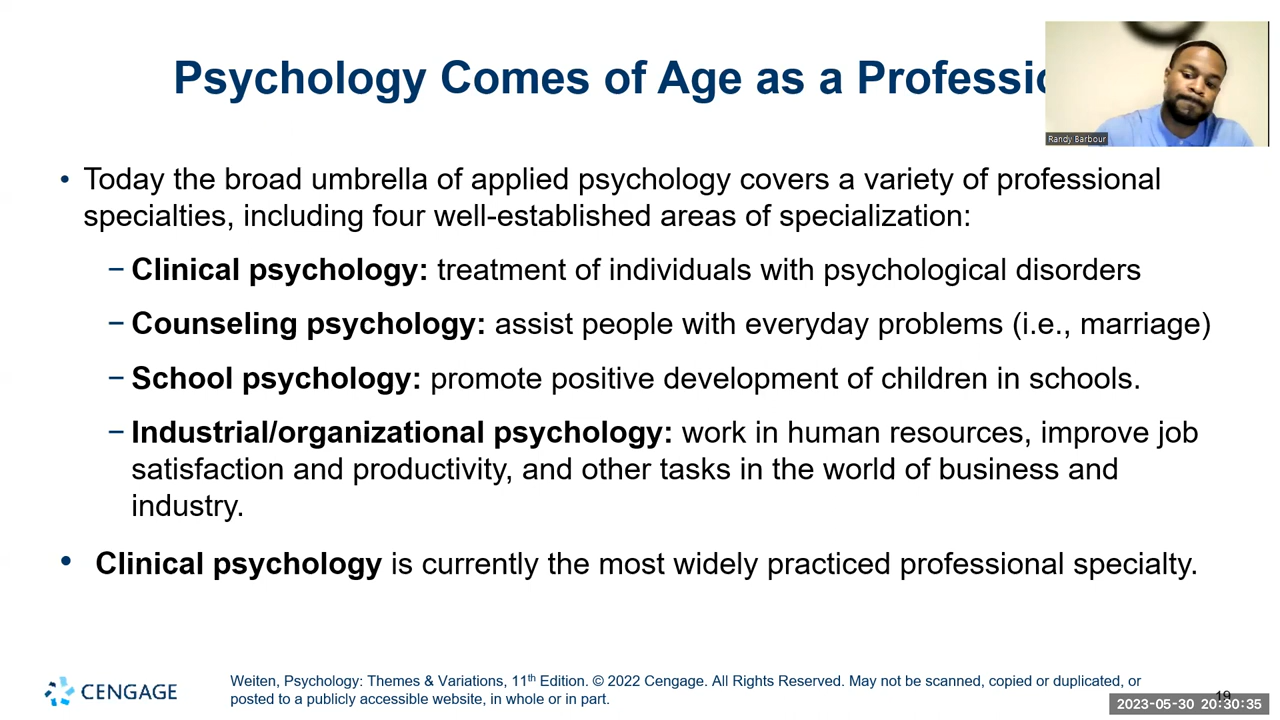 Psychology Comes of Age as a Professio
Randy Barbour
• Today the broad umbrella of applied psychology covers a variety of professional
specialties, including four well-established areas of specialization:
− Clinical psychology: treatment of individuals with psychological disorders
− Counseling psychology: assist people with everyday problems (i.e., marriage)
− School psychology: promote positive development of children in schools.
− Industrial/organizational psychology: work in human resources, improve job
satisfaction and productivity, and other tasks in the world of business and
industry.
• Clinical psychology is currently the most widely practiced professional specialty.
CENGAGE
Weiten, Psychology: Themes & Variations, 11th Edition. © 2022 Cengage. All Rights Reserved. May not be scanned, copied or duplicated, or
posted to a publicly accessible website, in whole or in part.
19
2023-05-30 20:30:35